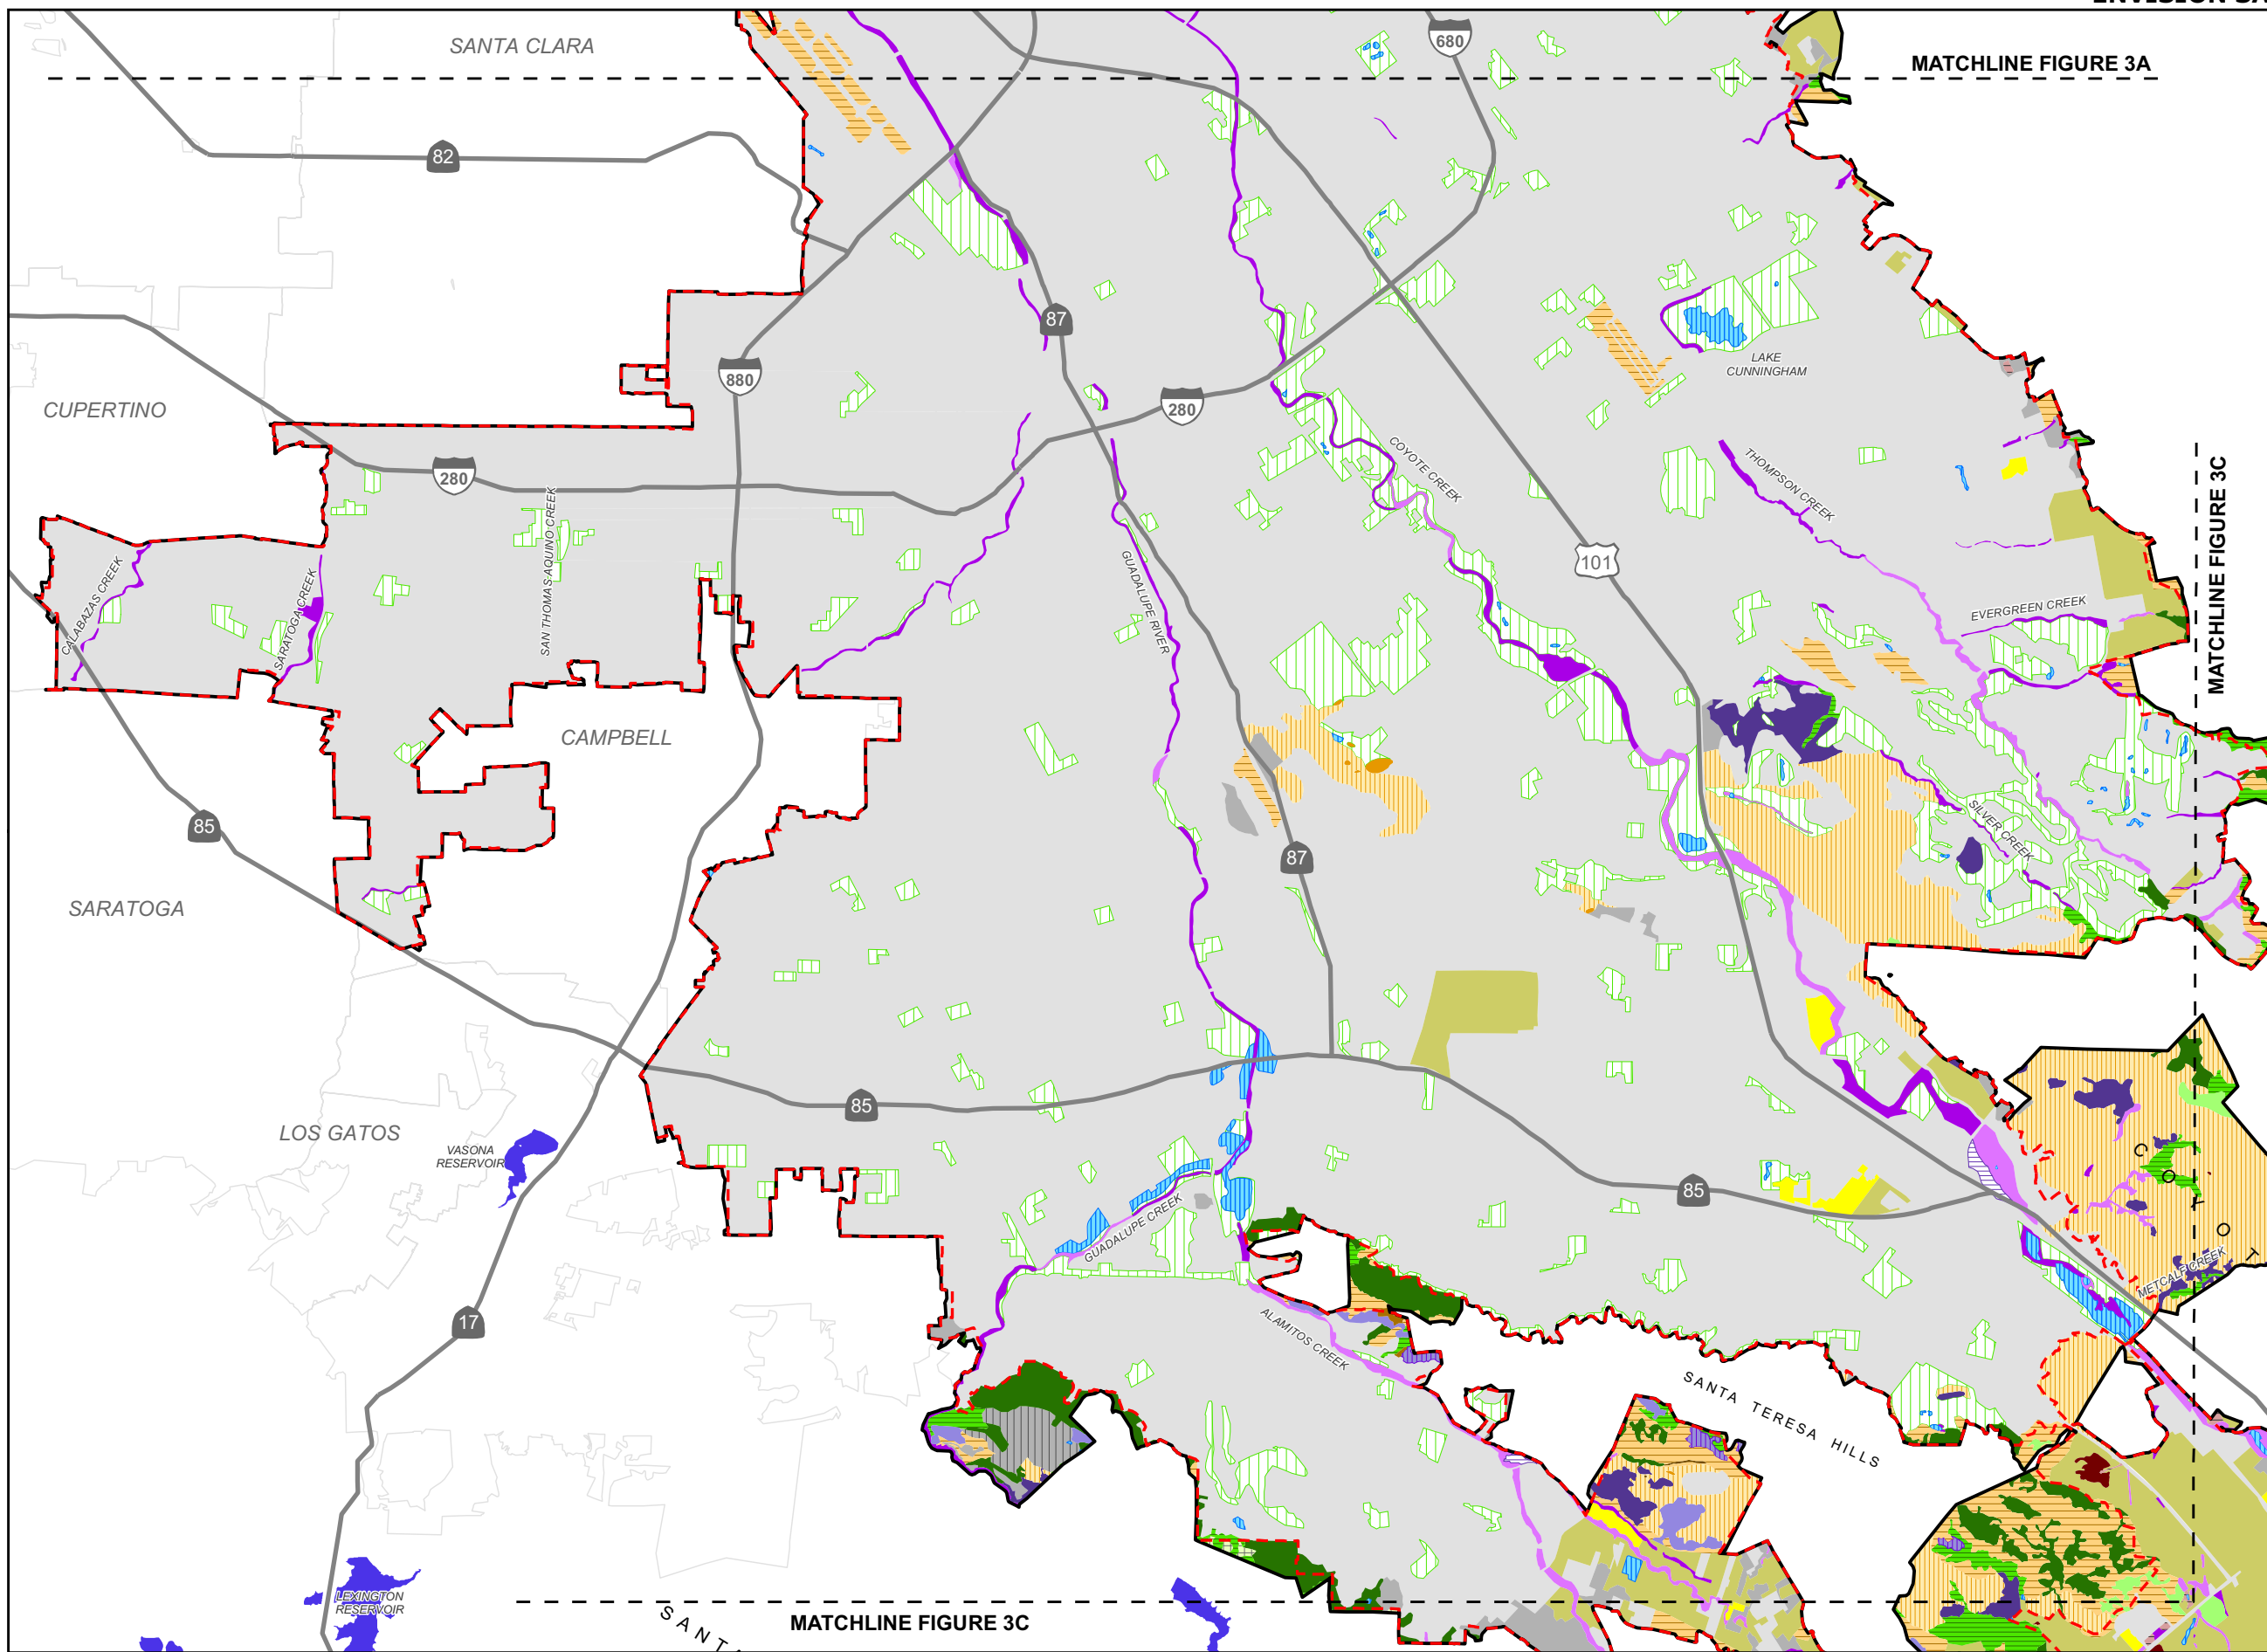 SANTA CLARA
680
MATCHLINE FIGURE 3A
82
87
LAKE
CUNNINGHAM
880
280
CUPERTINO
280
COYOTE CREEK
THOMPSON CREEK
MATCHLINE FIGURE 3C
SAN THOMAS AQUINO CREEK
101
CALABAZAS CREEK
SARATOGA CREEK
GUADALUPE RIVER
EVERGREEN CREEK
CAMPBELL
85
87
SILVER CREEK
SARATOGA
85
LOS GATOS
VASONA
RESERVOIR
85
GUADALUPE CREEK
METCALF CREEK
17
ALAMITOS CREEK
SANTA TERESA HILLS
LEXINGTON
RESERVOIR
MATCHLINE FIGURE 3C